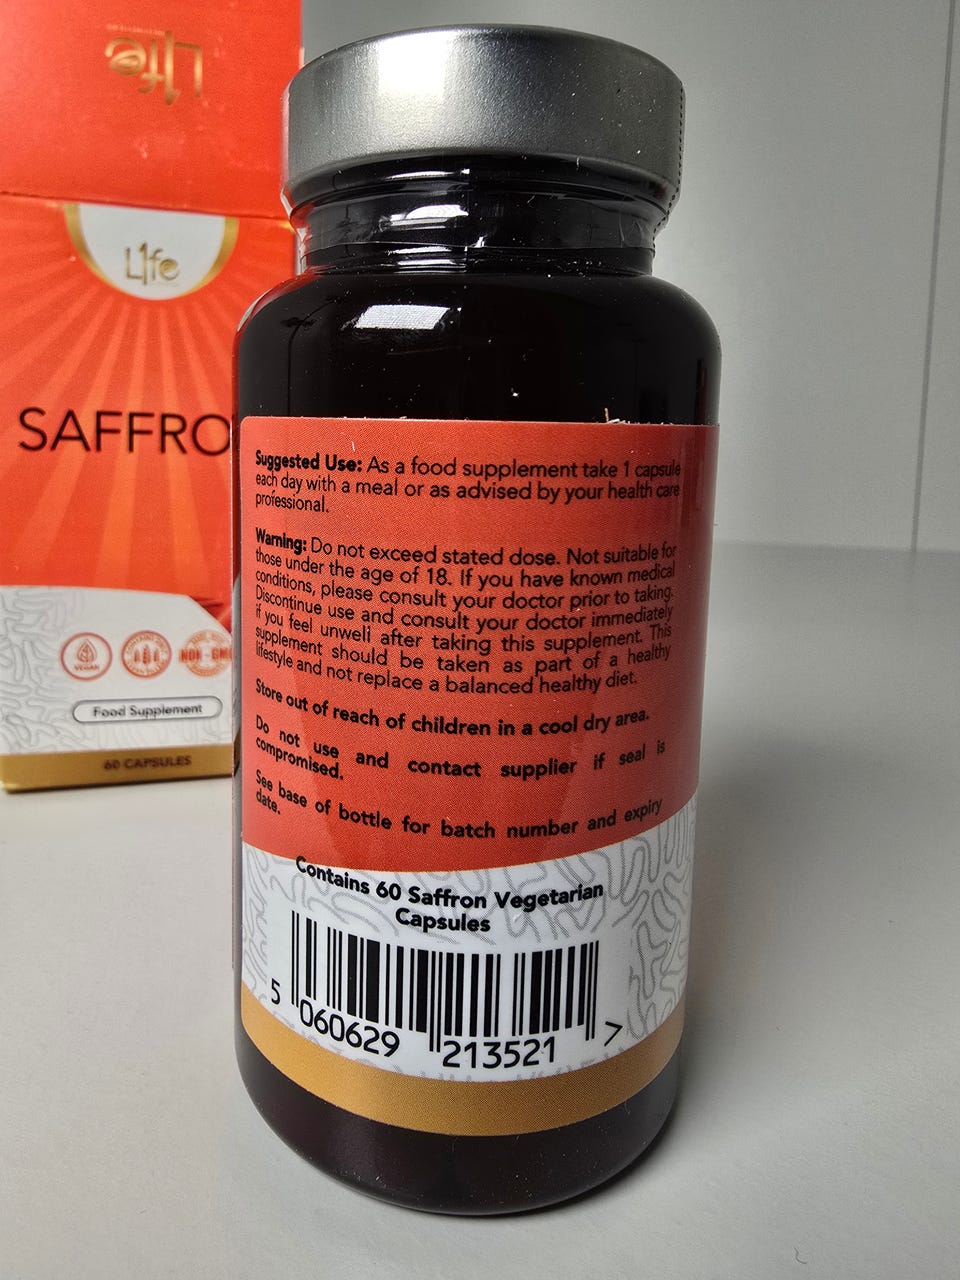 L1fe
L1fe
SAFFRO
VEGAN
NON-GMO
Food Supplement
60 CAPSULES
Suggested Use: As a food supplement take 1 capsule
each day with a meal or as advised by your health care
professional.
Warning: Do not exceed stated dose. Not suitable for
those under the age of 18. If you have known medical
conditions, please consult your doctor prior to taking.
Discontinue use and consult your doctor immediately
if you feel unwell after taking this supplement. This
supplement should be taken as part of a healthy
lifestyle and not replace a balanced healthy diet.
Store out of reach of children in a cool dry area.
Do not use and contact supplier if seal is
compromised.
See base of bottle for batch number and expiry
date.
Contains 60 Saffron Vegetarian
Capsules
5 060629 213521 >